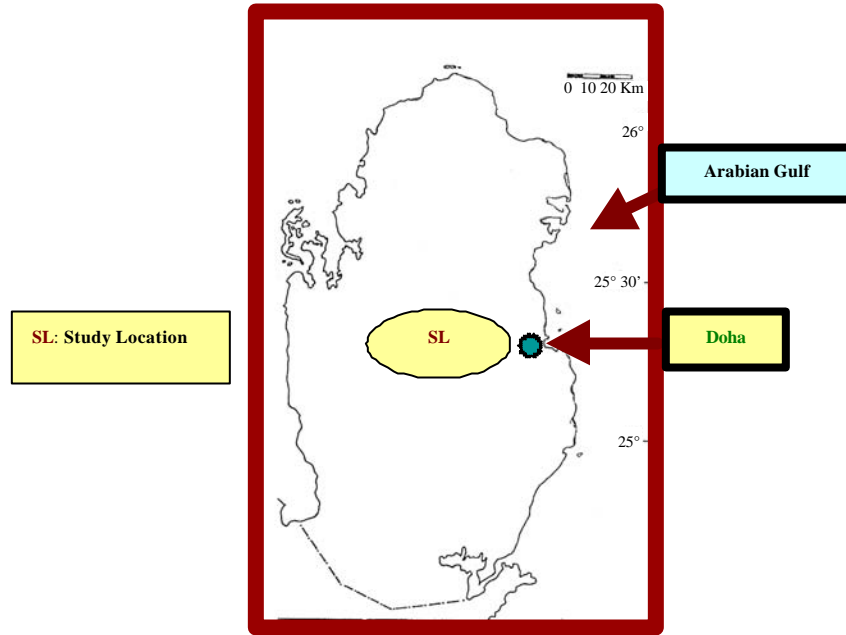 0 10 20 Km
26°
Arabian Gulf
25° 30’
SL: Study Location
SL
Doha
25°